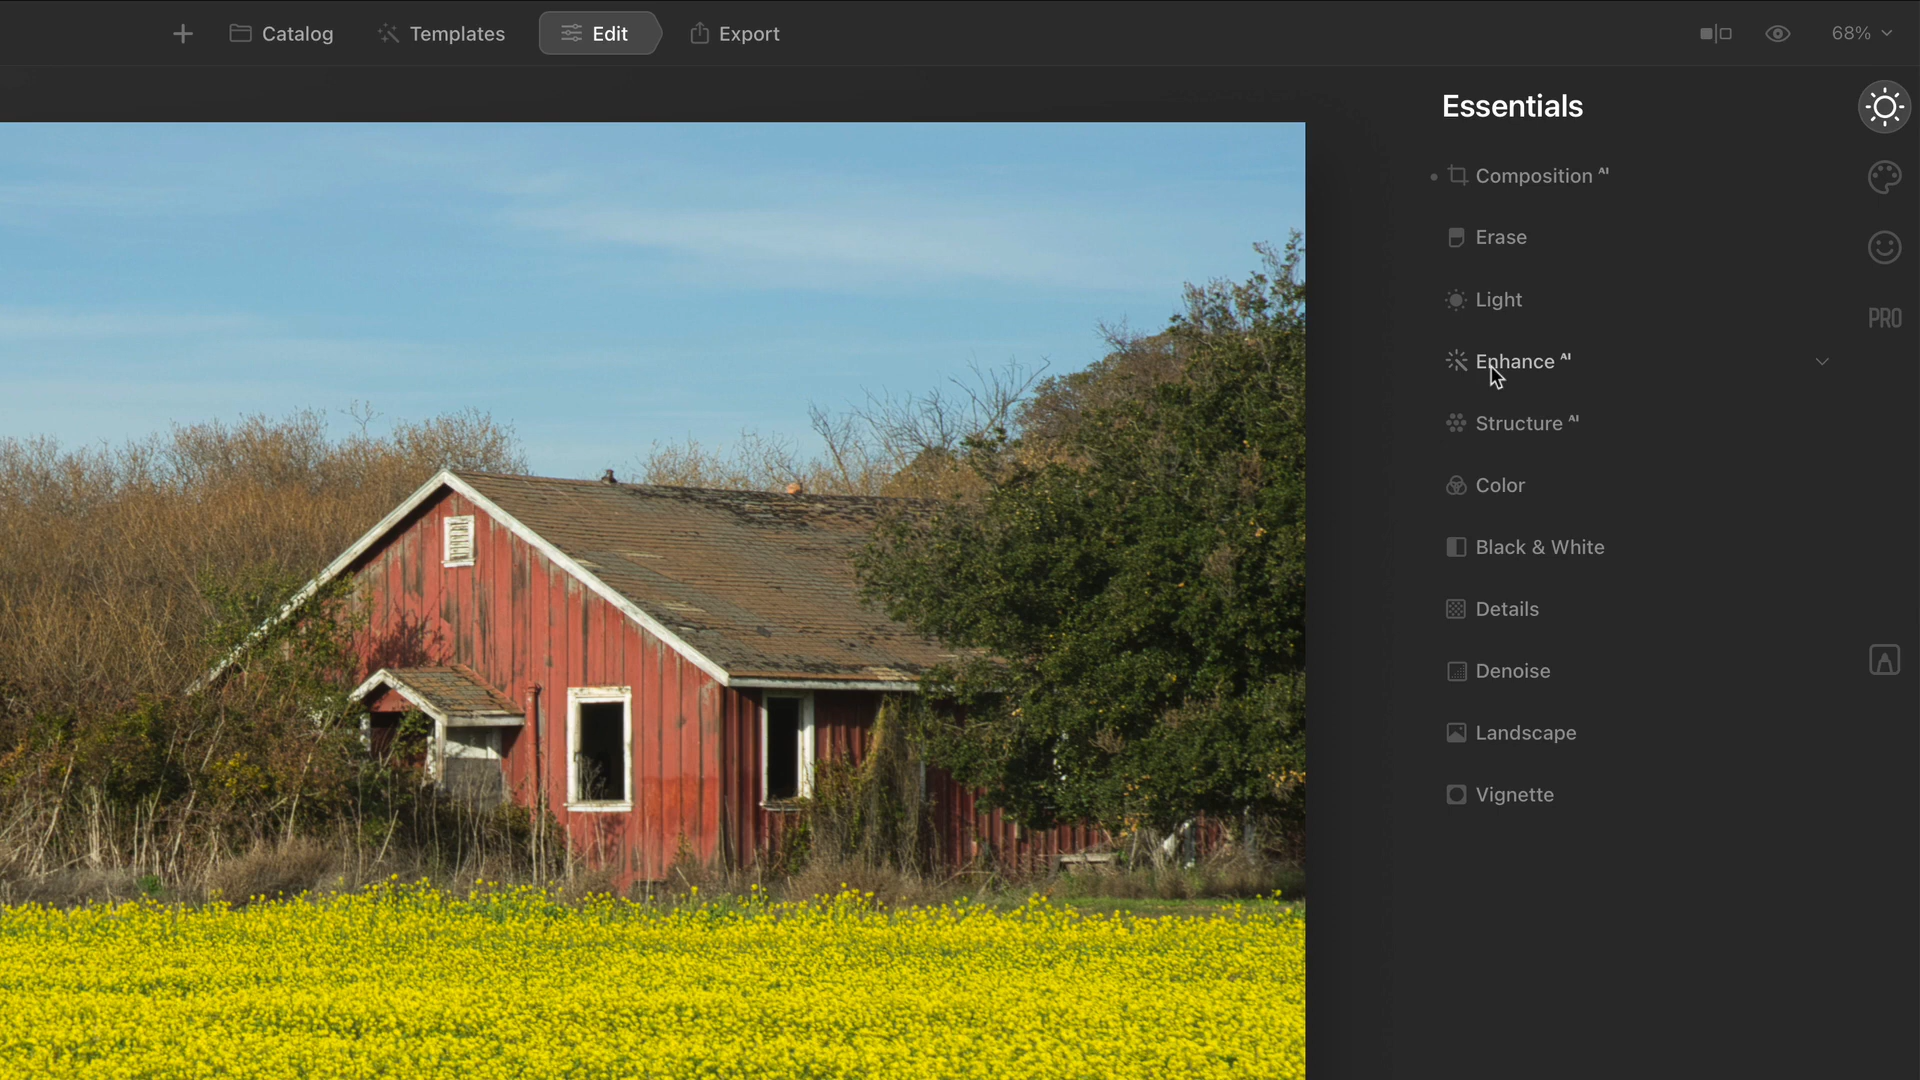 Catalog
Templates
Edit
Export
68%
Essentials
Composition AI
Erase
Light
PRO
Enhance AI
Structure AI
Color
Black & White
Details
Denoise
Landscape
Vignette